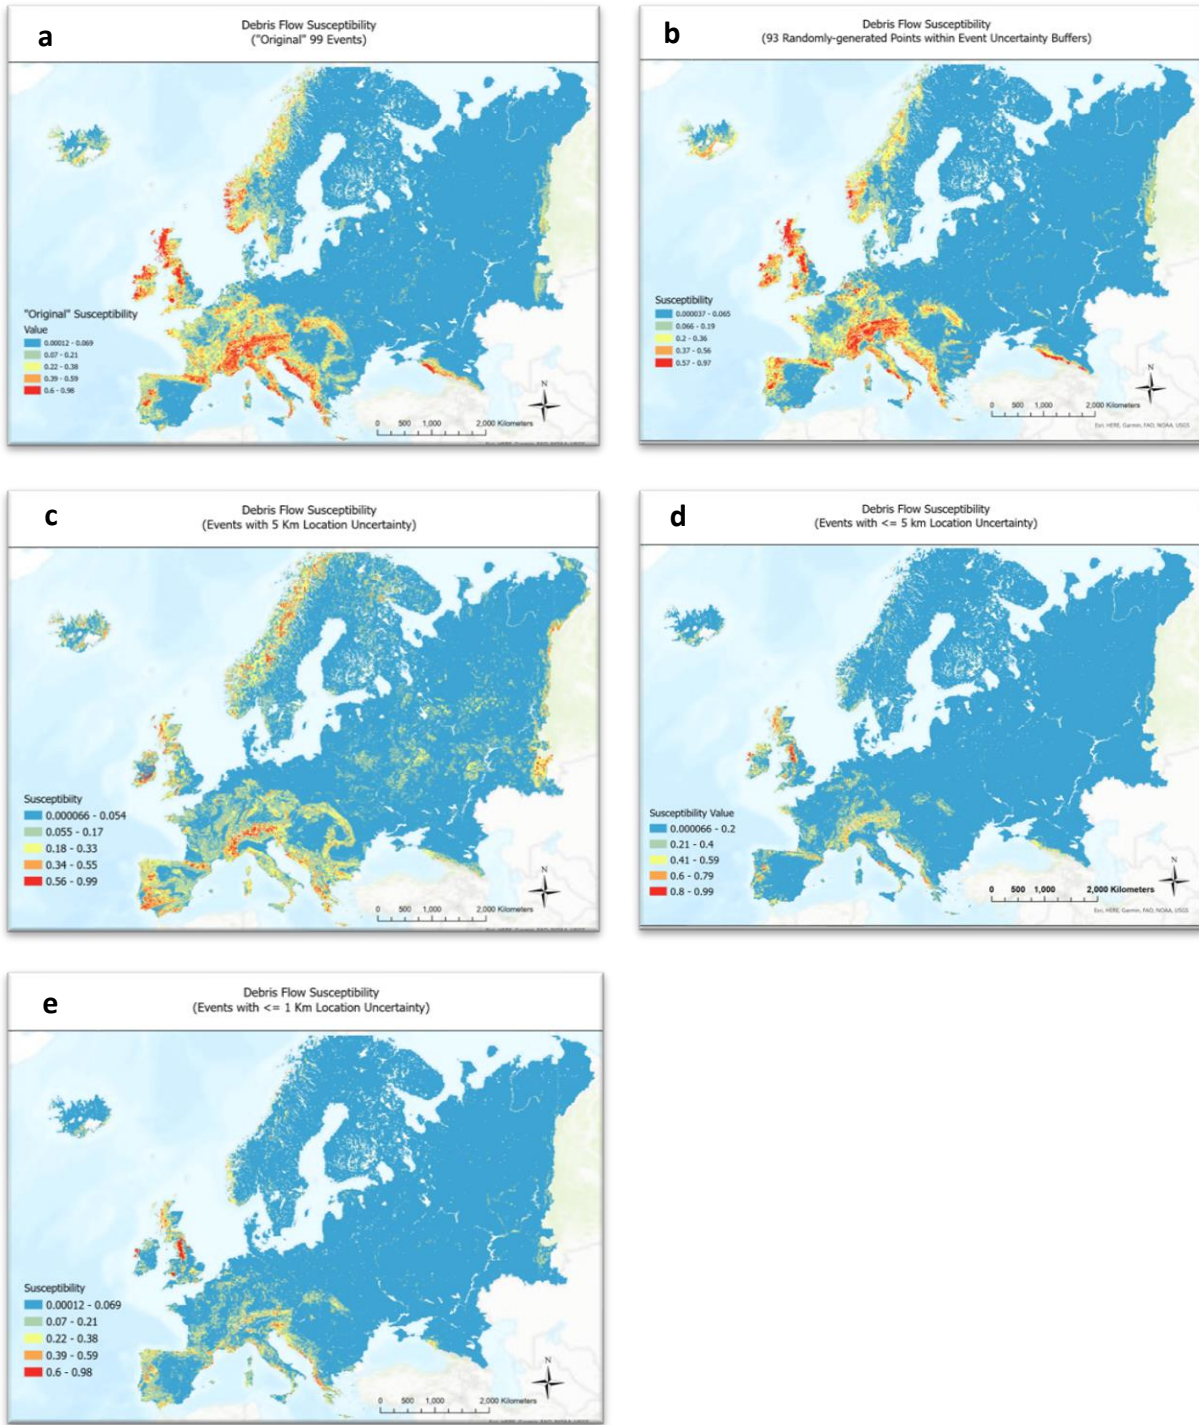 a
Debris Flow Susceptibility
("Original" 99 Events)
"Original" Susceptibility
Value
0.00012 - 0.069
0.07 - 0.21
0.22 - 0.38
0.39 - 0.59
0.6 - 0.98
N
0 500 1,000 2,000 Kilometers
b
Debris Flow Susceptibility
(93 Randomly-generated Points within Event Uncertainty Buffers)
Susceptibility
0.000037 - 0.065
0.066 - 0.19
0.2 - 0.36
0.37 - 0.56
0.57 - 0.97
N
0 500 1,000 2,000 Kilometers
Esri, HERE, Garmin, FAO, NOAA, USGS
c
Debris Flow Susceptibility
(Events with 5 Km Location Uncertainty)
Susceptibility
0.000066 - 0.054
0.055 - 0.17
0.18 - 0.33
0.34 - 0.55
0.56 - 0.99
N
0 500 1,000 2,000 Kilometers
d
Debris Flow Susceptibility
(Events with <= 5 km Location Uncertainty)
Susceptibility Value
0.000066 - 0.2
0.21 - 0.4
0.41 - 0.59
0.6 - 0.79
0.8 - 0.99
N
0 500 1,000 2,000 Kilometers
Esri, HERE, Garmin, FAO, NOAA, USGS
e
Debris Flow Susceptibility
(Events with <= 1 Km Location Uncertainty)
Susceptibility
0.00012 - 0.069
0.07 - 0.21
0.22 - 0.38
0.39 - 0.59
0.6 - 0.98
N
0 500 1,000 2,000 Kilometers